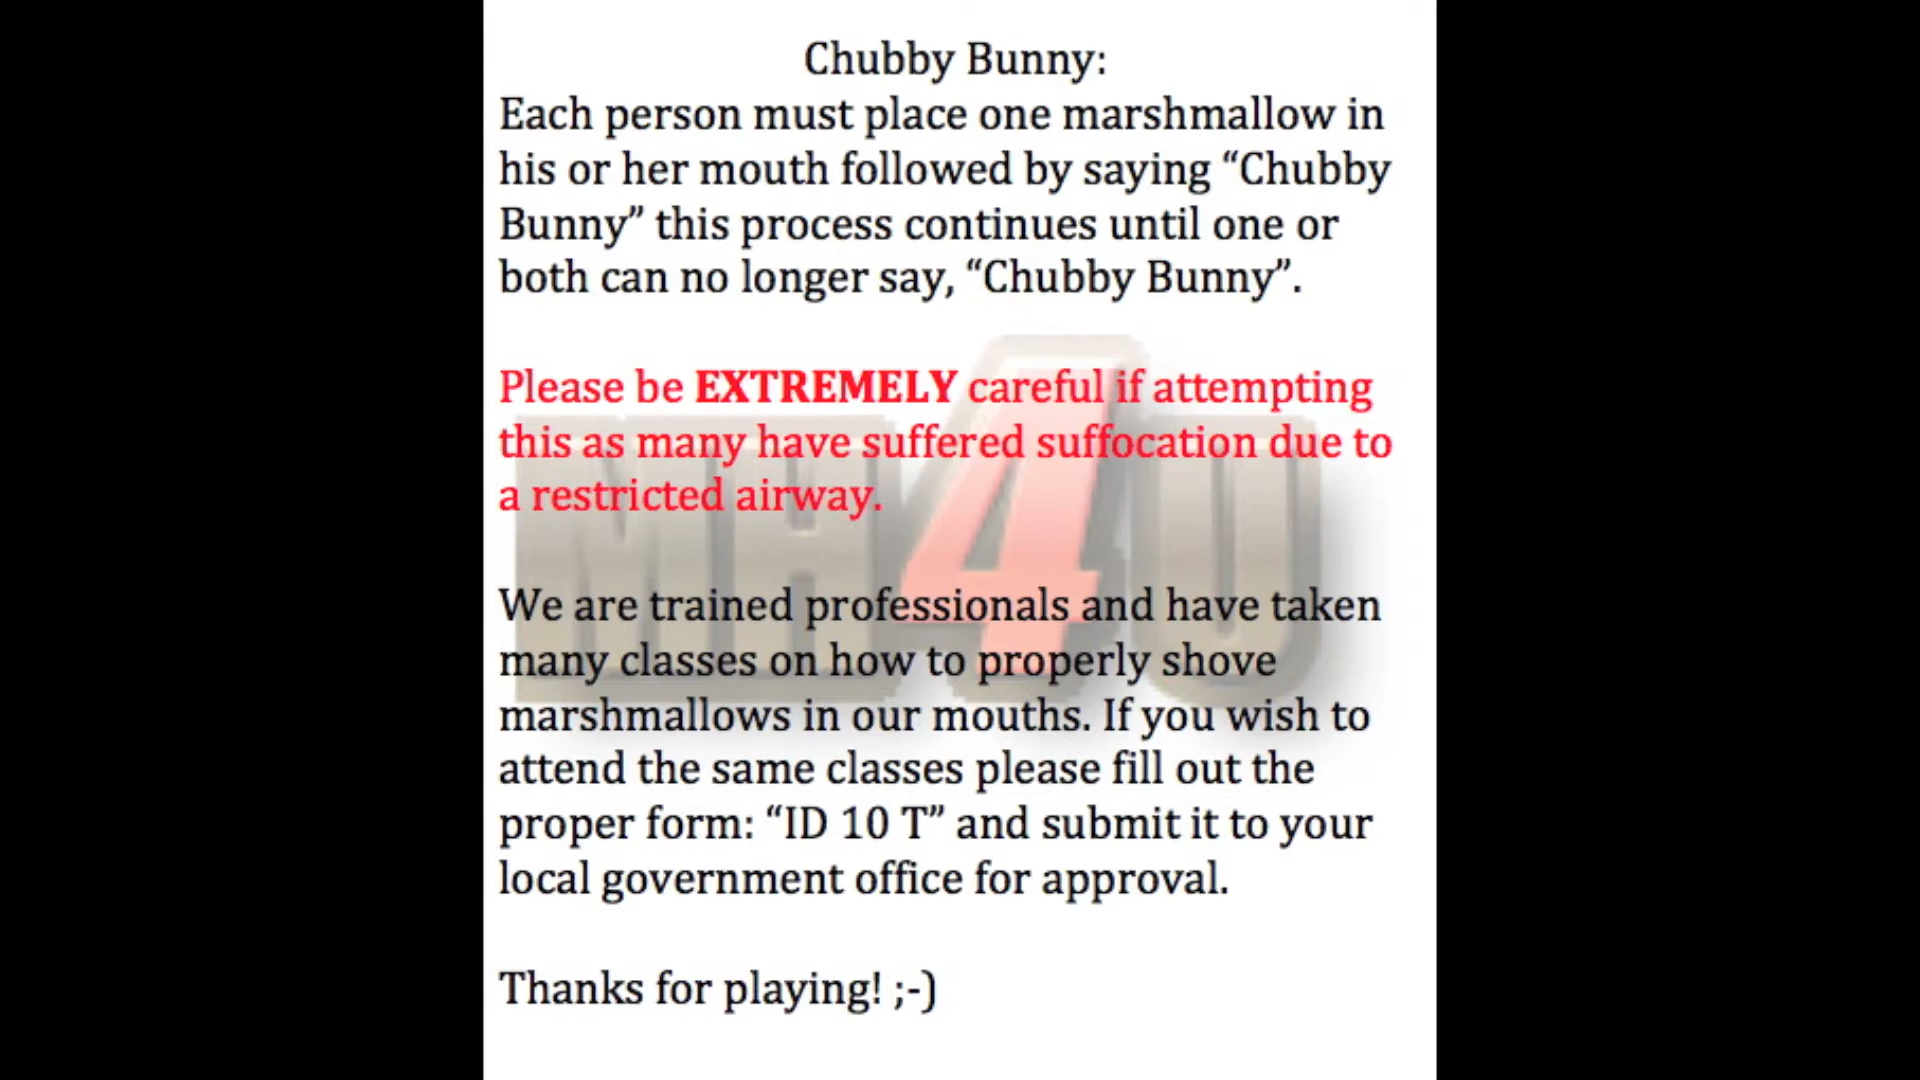 Chubby Bunny:
Each person must place one marshmallow in
his or her mouth followed by saying “Chubby
Bunny” this process continues until one or
both can no longer say, “Chubby Bunny”.
Please be EXTREMELY careful if attempting
this as many have suffered suffocation due to
a restricted airway.
MH4U
We are trained professionals and have taken
many classes on how to properly shove
marshmallows in our mouths. If you wish to
attend the same classes please fill out the
proper form: “ID 10 T” and submit it to your
local government office for approval.
Thanks for playing! ;-)